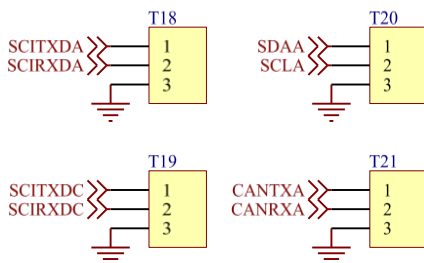 T18
SCITXDA 1
SCIRXDA 2
3
T20
SDAA 1
SCLA 2
3
T19
SCITXDC 1
SCIRXDC 2
3
T21
CANTXA 1
CANRXA 2
3